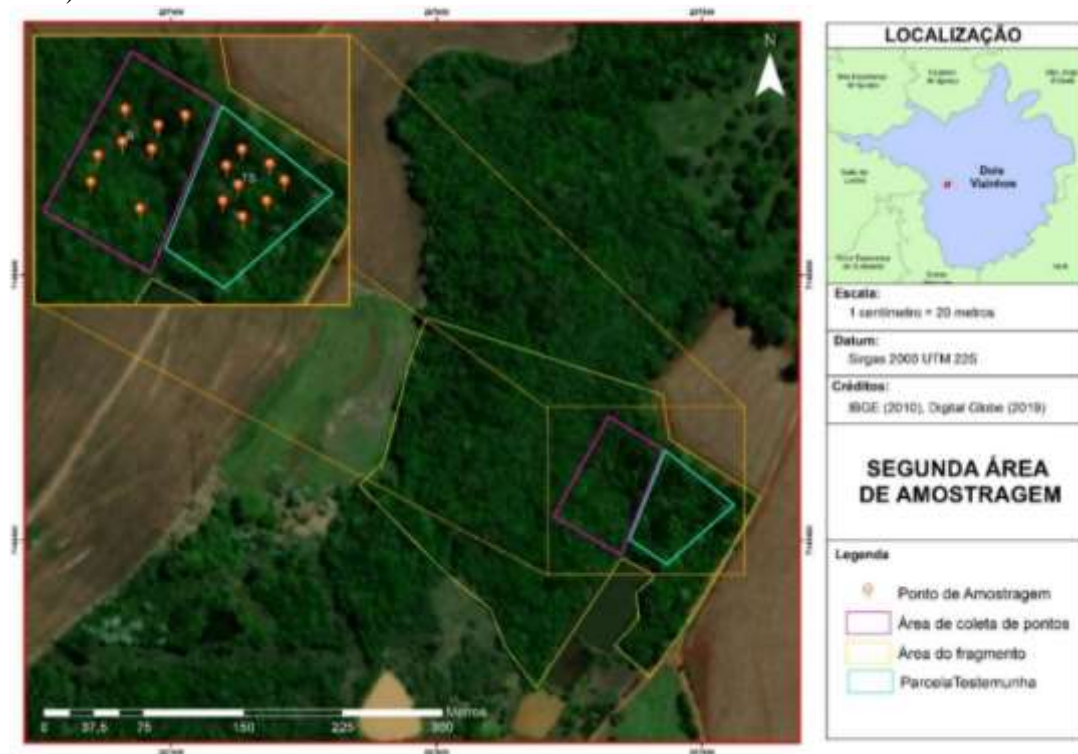 )
N
Metros
0 37,5 75 150 225 300
LOCALIZAÇÃO
Dois
Vizinhos
Escala:
1 centímetro = 20 metros
Datum:
Sirgas 2000 UTM 22S
Créditos:
IBGE (2010), Digital Globe (2019)
SEGUNDA ÁREA
DE AMOSTRAGEM
Legenda
Ponto de Amostragem
Área de coleta de pontos
Área do fragmento
ParcelaTestemunha